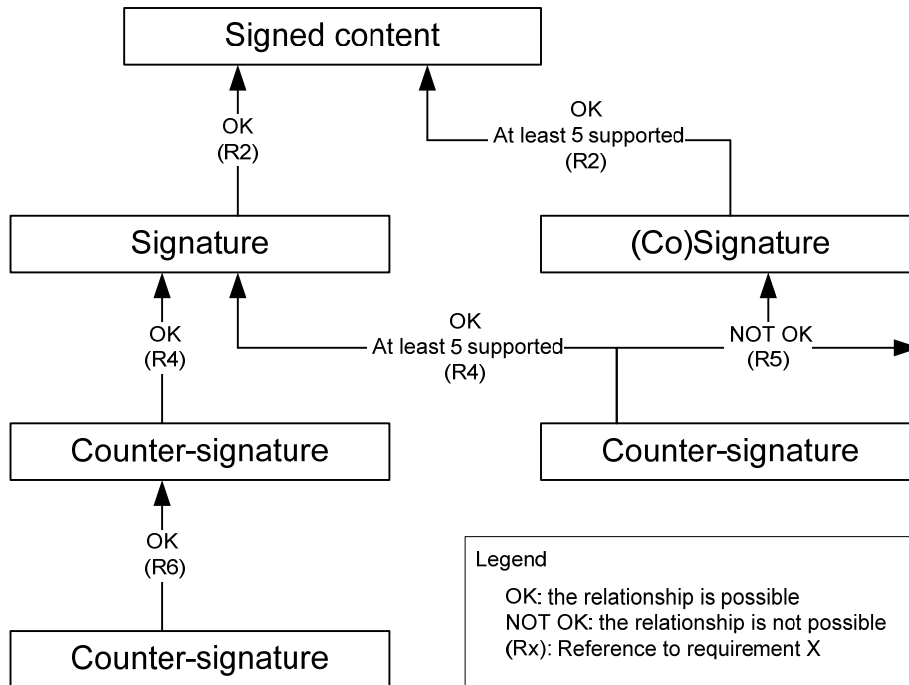 Signed content
OK
(R2)
OK
At least 5 supported
(R2)
Signature
(Co)Signature
OK
(R4)
OK
At least 5 supported
(R4)
NOT OK
(R5)
Counter-signature
Counter-signature
OK
(R6)
Counter-signature
Legend
OK: the relationship is possible
NOT OK: the relationship is not possible
(Rx): Reference to requirement X